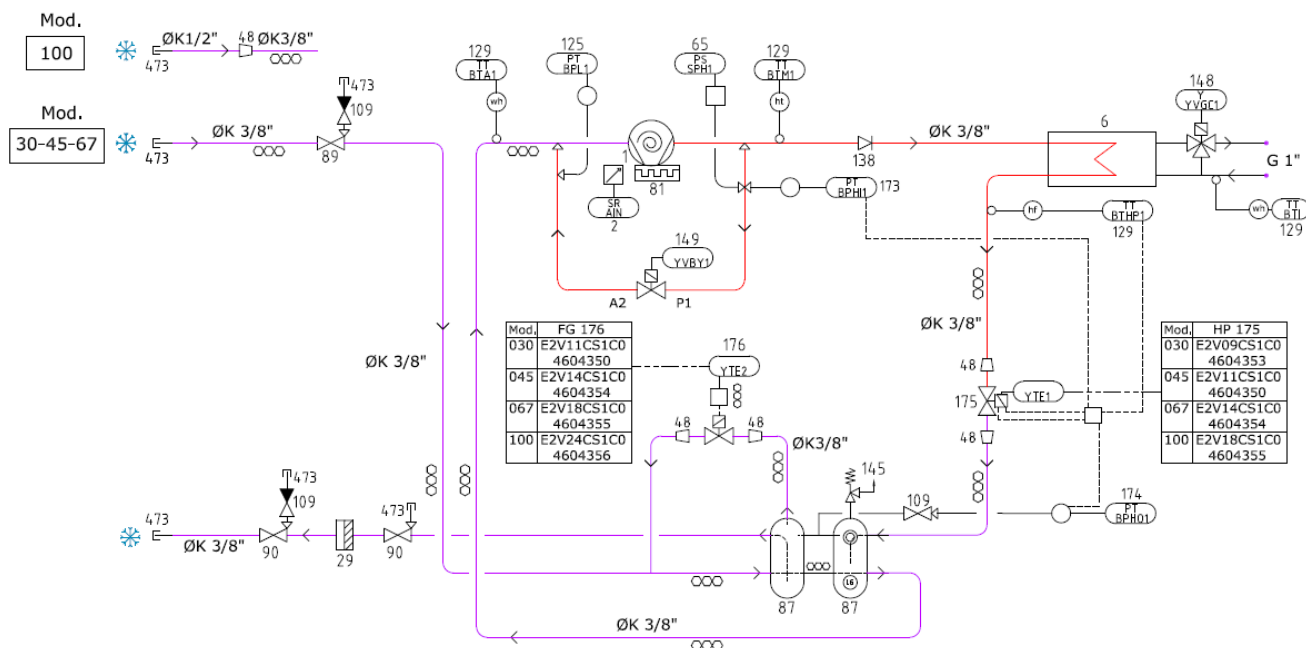 Mod.
100
473
ØK1/2"
48
ØK3/8"
Mod.
30-45-67
473
ØK 3/8"
473
109
89
129
TT
BTA1
wh
125
PT
BPL1
65
PS
SPH1
129
TT
BTM1
ht
148
Y
YVGC1
1
81
SR
AIN
2
138
ØK 3/8"
6
G 1"
PT
BPHI1
173
hf
TT
BTHP1
129
wh
TT
BTI
129
149
YVBY1
A2
P1
ØK 3/8"
ØK 3/8"
Mod.
FG 176
030
E2V11CS1C0
4604350
045
E2V14CS1C0
4604354
067
E2V18CS1C0
4604355
100
E2V24CS1C0
4604356
176
YTE2
48
48
ØK3/8"
48
175
YTE1
48
Mod.
HP 175
030
E2V09CS1C0
4604353
045
E2V11CS1C0
4604350
067
E2V14CS1C0
4604354
100
E2V18CS1C0
4604355
473
109
473
473
ØK 3/8"
90
29
90
145
109
174
PT
BPHO1
87
LG
87
ØK 3/8"